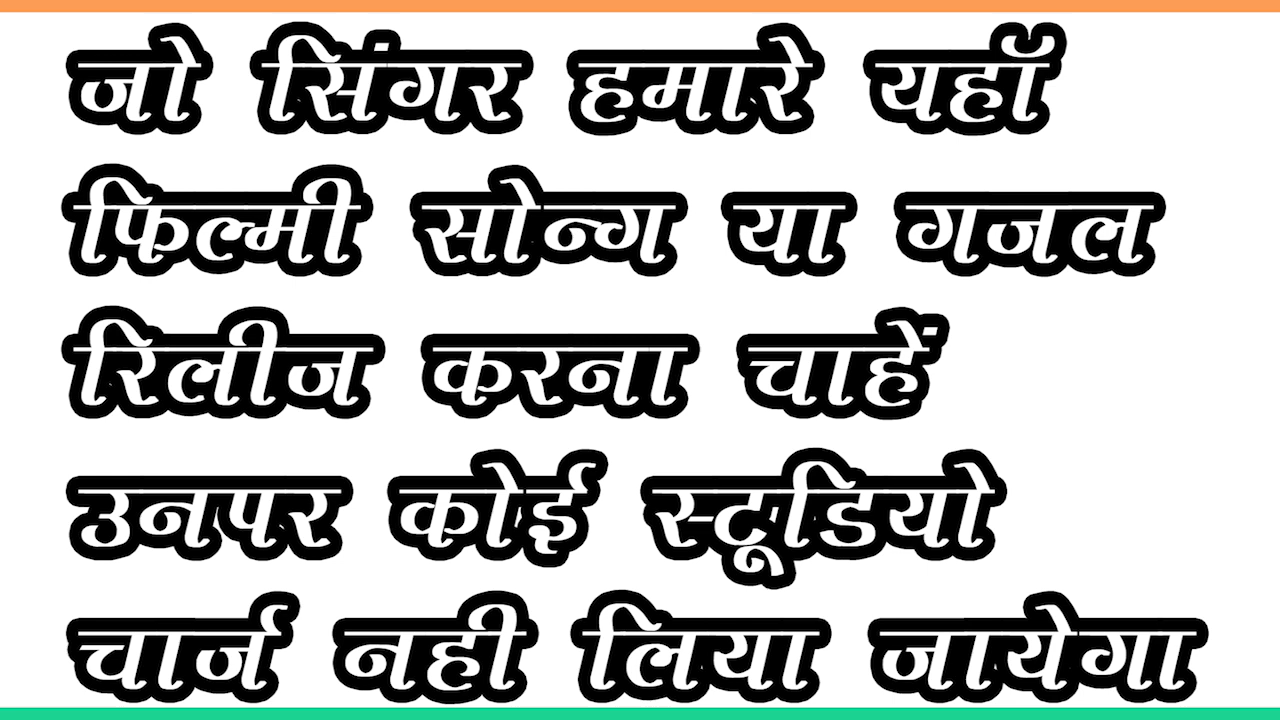 जो सिंगर हमारे यहॉ
फिल्मी सोन्ग या गजल
रिलीज करना चाहें
उनपर कोई स्टूडियो
चार्ज नही लिया जायेगा